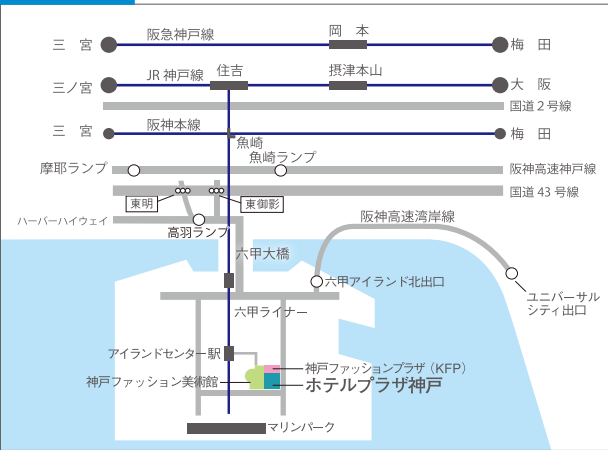 阪急神戸線
岡　本
三　宮
梅　田
JR 神戸線
住吉
摂津本山
三ノ宮
大　阪
国道 2 号線
三　宮
阪神本線
梅　田
魚崎
魚崎ランプ
摩耶ランプ
阪神高速神戸線
国道 43 号線
東明
東御影
ハーバーハイウェイ
高羽ランプ
阪神高速湾岸線
六甲大橋
六甲アイランド北出口
ユニバーサル
シティ出口
六甲ライナー
アイランドセンター駅
神戸ファッションプラザ（KFP）
神戸ファッション美術館
ホテルプラザ神戸
マリンパーク